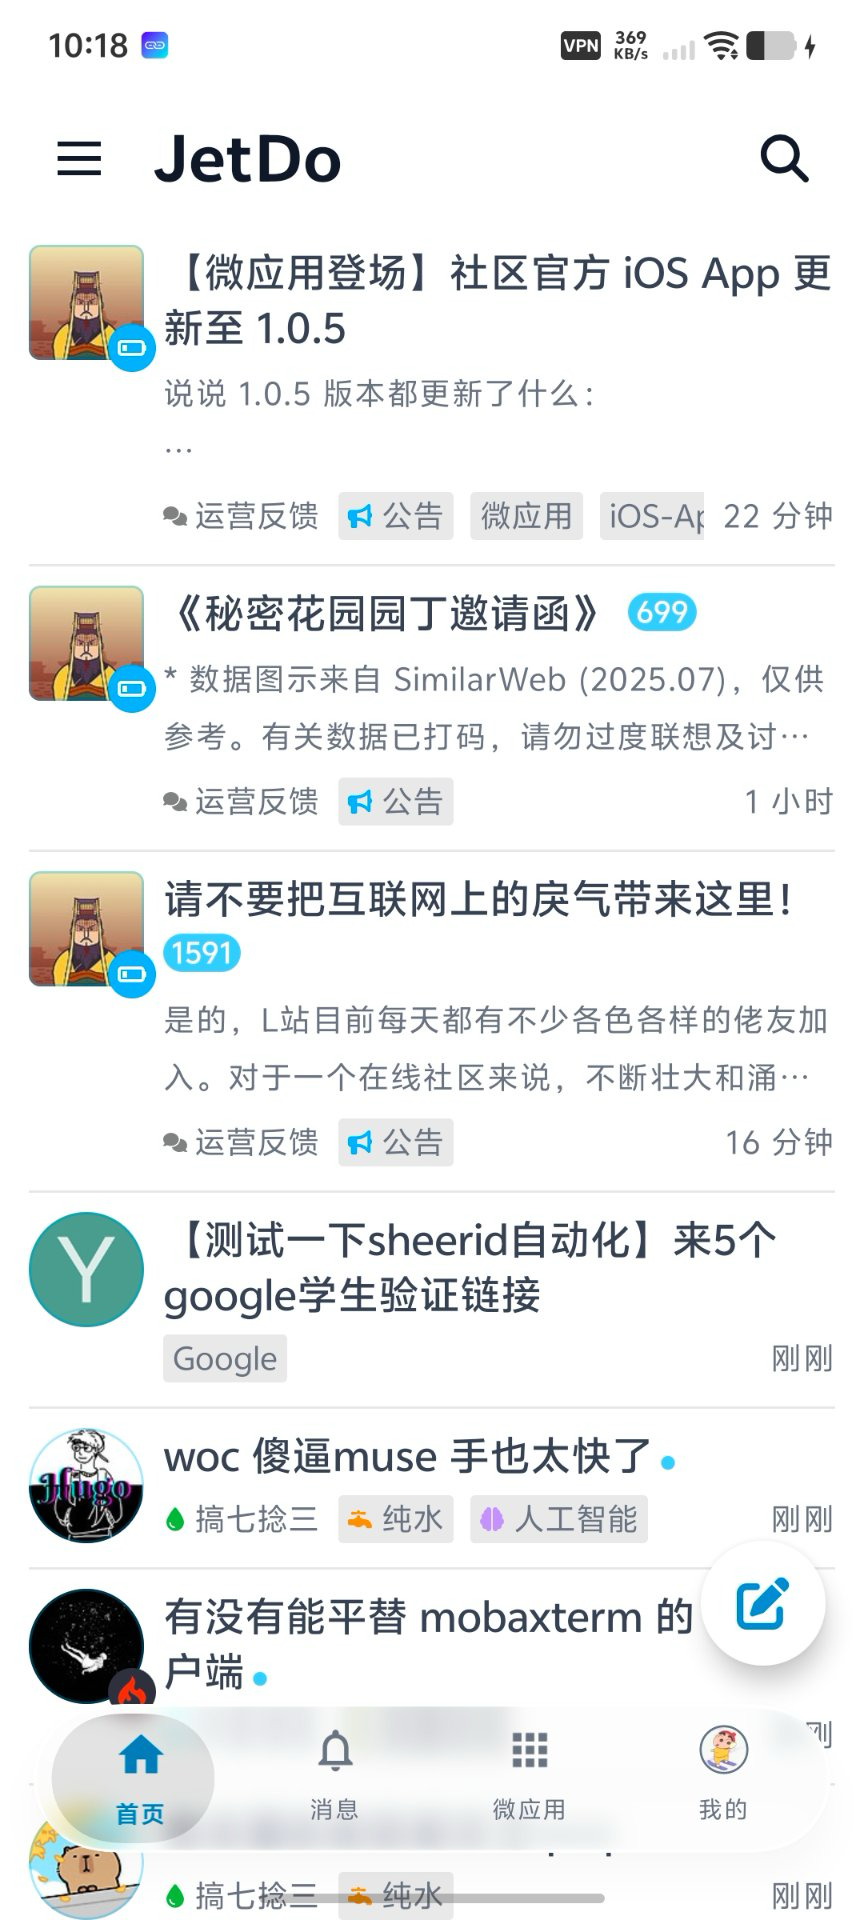 10:18
VPN
369
KB/s
JetDo
【微应用登场】社区官方 iOS App 更
新至 1.0.5
说说 1.0.5 版本都更新了什么：
...
运营反馈 公告 微应用 iOS-Ap 22 分钟
《秘密花园园丁邀请函》 699
* 数据图示来自 SimilarWeb (2025.07)，仅供
参考。有关数据已打码，请勿过度联想及讨…
运营反馈 公告 1 小时
请不要把互联网上的戾气带来这里！
1591
是的，L站目前每天都有不少各色各样的佬友加
入。对于一个在线社区来说，不断壮大和涌…
运营反馈 公告 16 分钟
Y
【测试一下sheerid自动化】来5个
google学生验证链接
Google 刚刚
Hugo
woc 傻逼muse 手也太快了
搞七捻三 纯水 人工智能 刚刚
有没有能平替 mobaxterm 的
户端
刚
首页 消息 微应用 我的
搞七捻三 纯水 刚刚